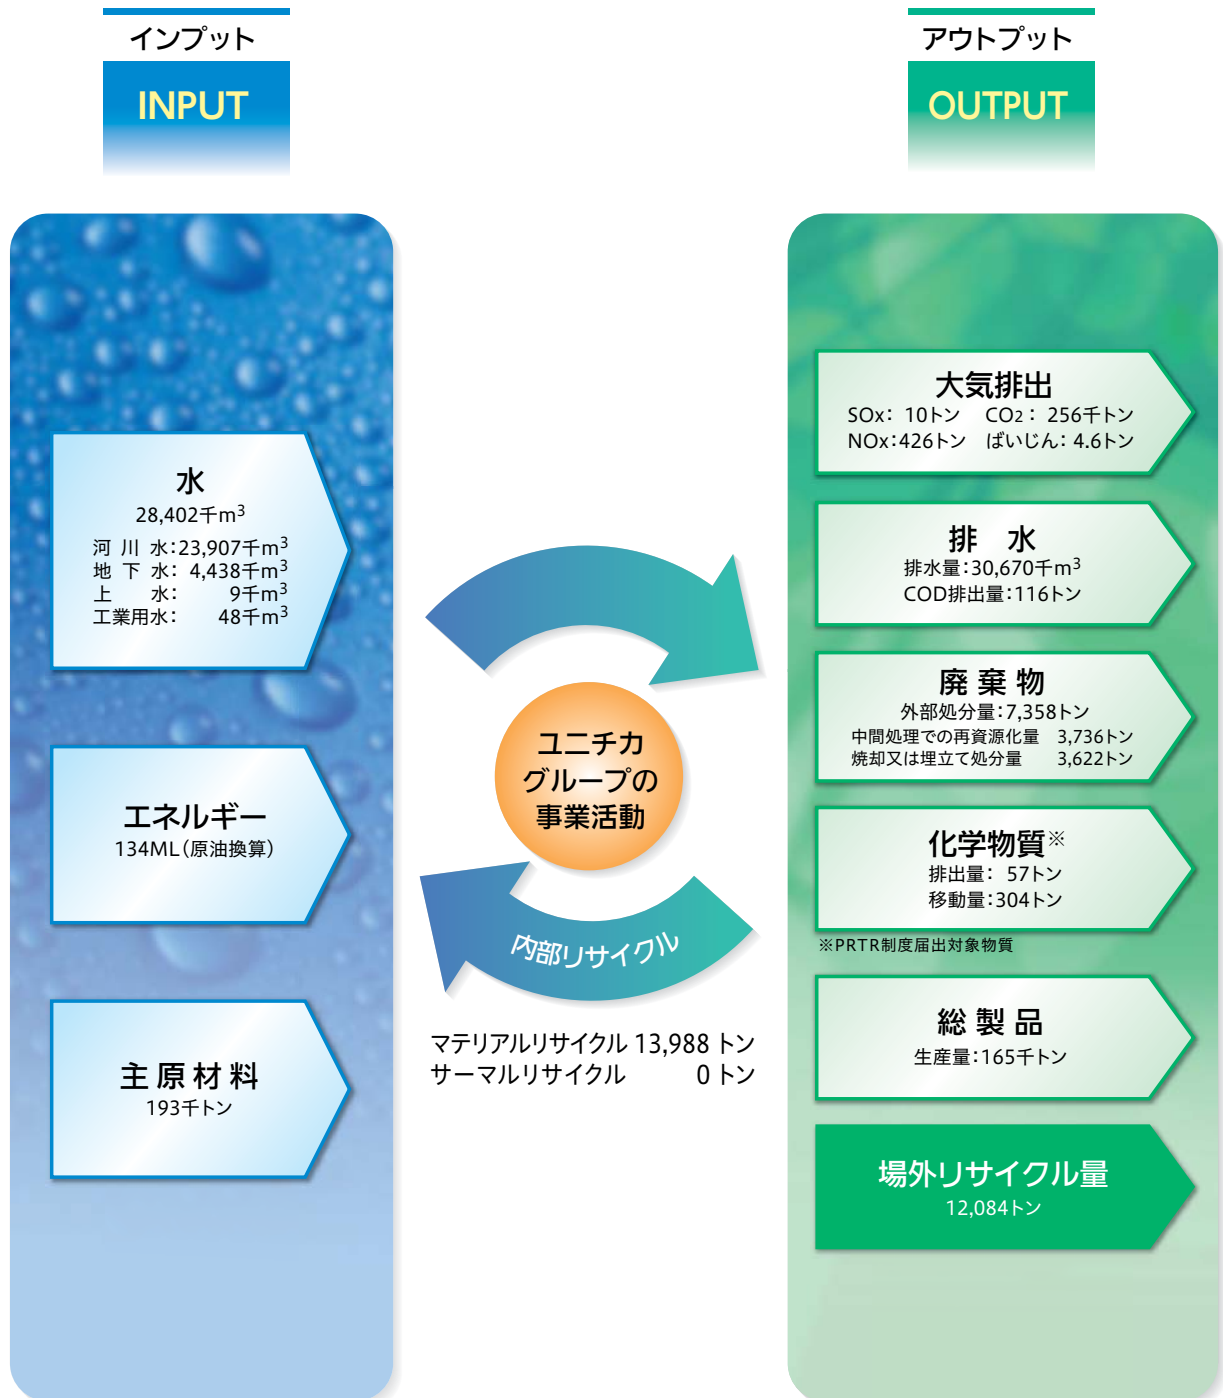 インプット
INPUT
水
28,402千m3
河川水:23,907千m3
地下水: 4,438千m3
上水: 9千m3
工業用水: 48千m3
エネルギー
134ML(原油換算)
主原材料
193千トン
ユニチカ
グループの
事業活動
内部リサイクル
マテリアルリサイクル 13,988 トン
サーマルリサイクル 0 トン
アウトプット
OUTPUT
大気排出
SOx: 10トン CO2: 256千トン
NOx:426トン ばいじん: 4.6トン
排水
排水量:30,670千m3
COD排出量:116トン
廃棄物
外部処分量:7,358トン
中間処理での再資源化量 3,736トン
焼却又は埋立て処分量 3,622トン
化学物質※
排出量: 57トン
移動量:304トン
※PRTR制度届出対象物質
総製品
生産量:165千トン
場外リサイクル量
12,084トン